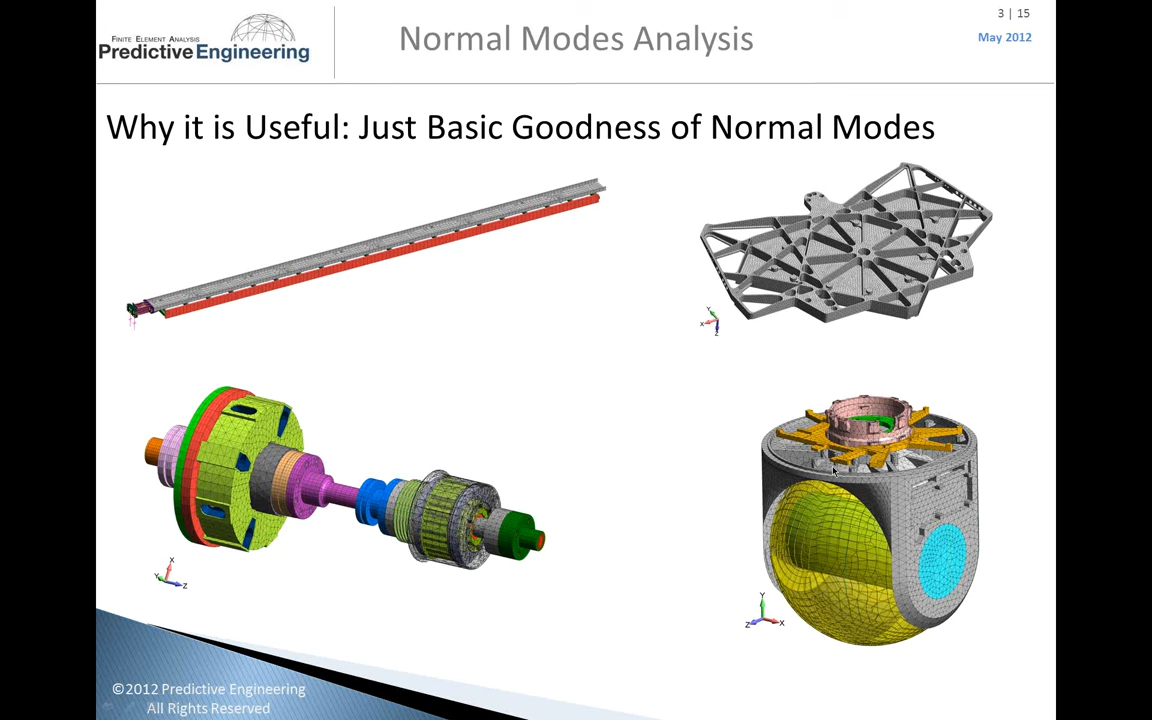 FINITE ELEMENT ANALYSIS
Predictive Engineering
Normal Modes Analysis
3 | 15
May 2012
Why it is Useful: Just Basic Goodness of Normal Modes
Y
X
Z
X
Y
Z
Y
Z
X
©2012 Predictive Engineering
All Rights Reserved